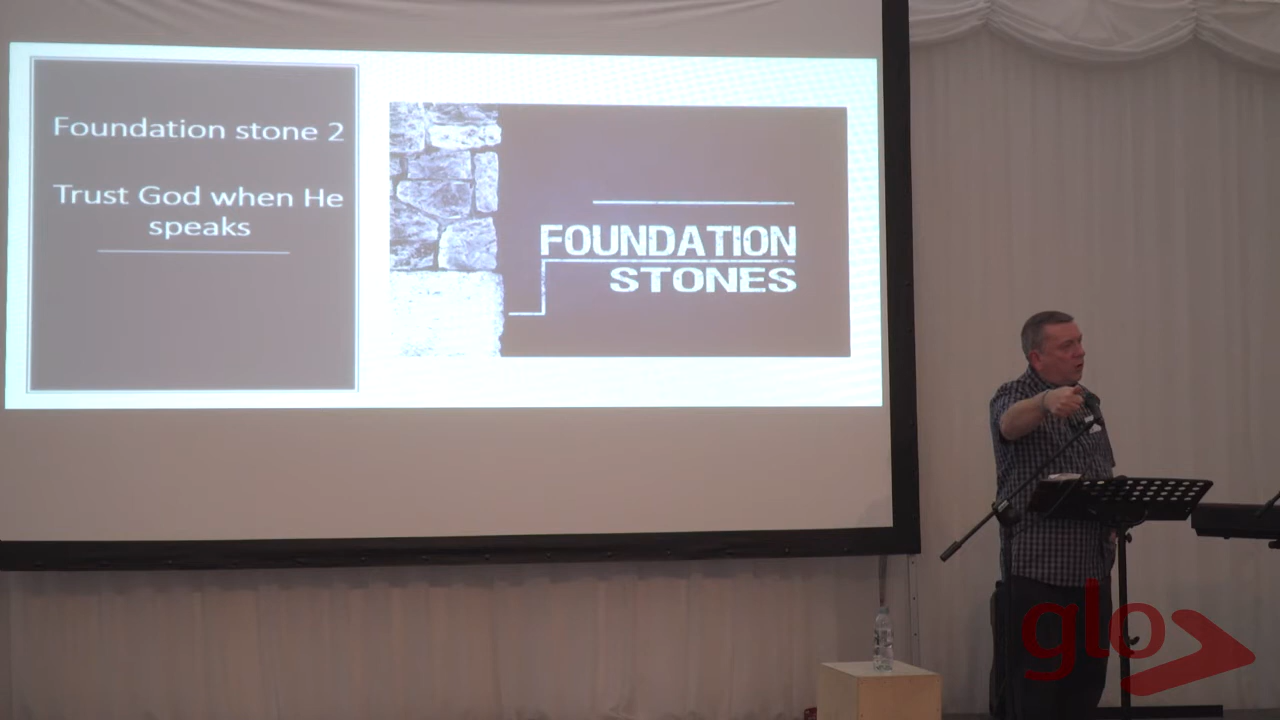 Foundation stone 2
Trust God when He
speaks
FOUNDATION
STONES
glo